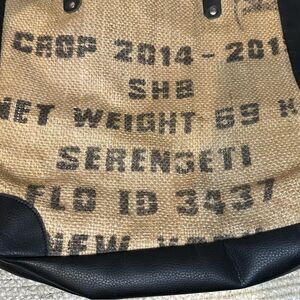 CROP 2014-201
SHB
NET WEIGHT 69 K
SERENGETI
FLO ID 3437
NEW